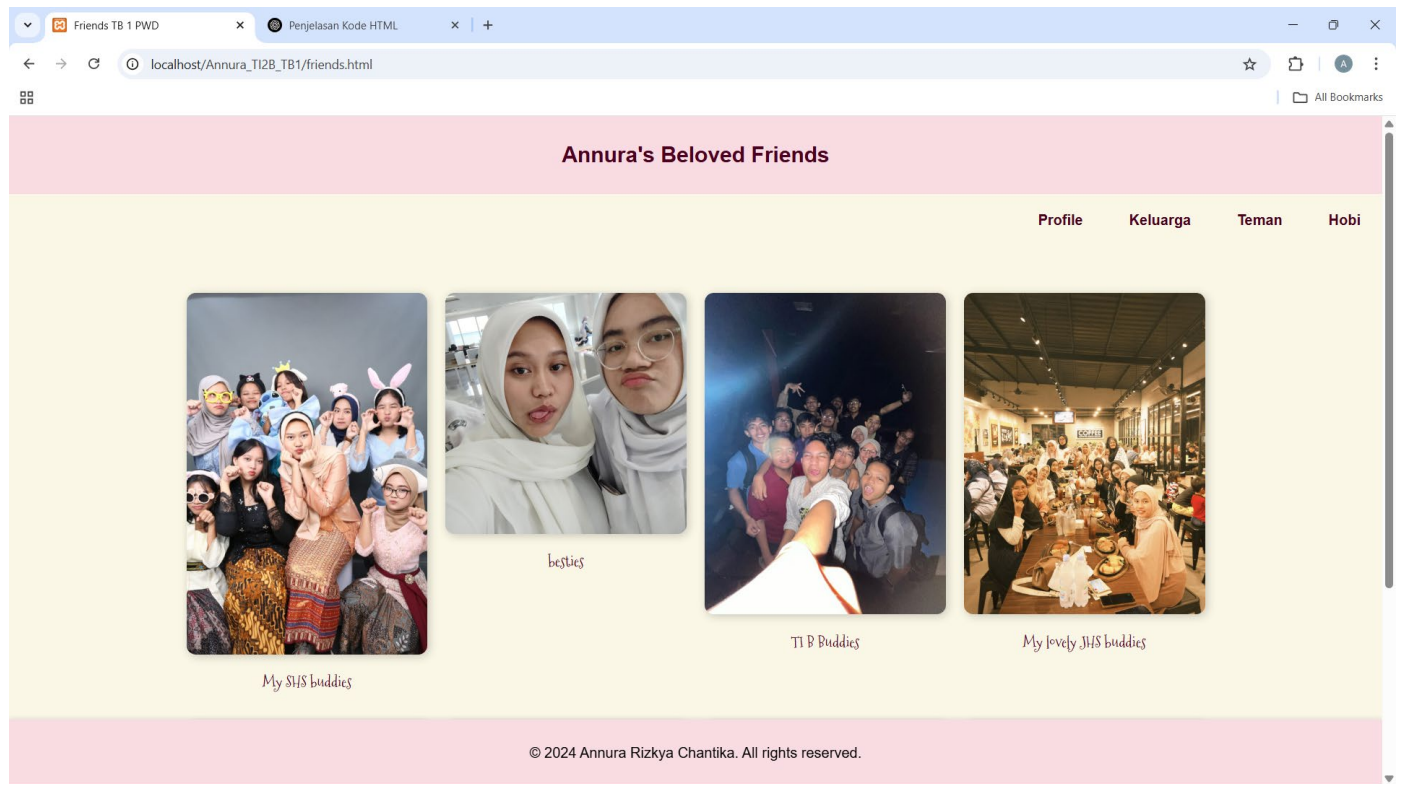 Friends TB 1 PWD
Penjelasan Kode HTML
localhost/Annura_TI2B_TB1/friends.html
A
All Bookmarks
Annura's Beloved Friends
Profile Keluarga Teman Hobi
COFFEE
besties
TI B Buddies
My lovely JHS buddies
My SHS buddies
© 2024 Annura Rizkya Chantika. All rights reserved.